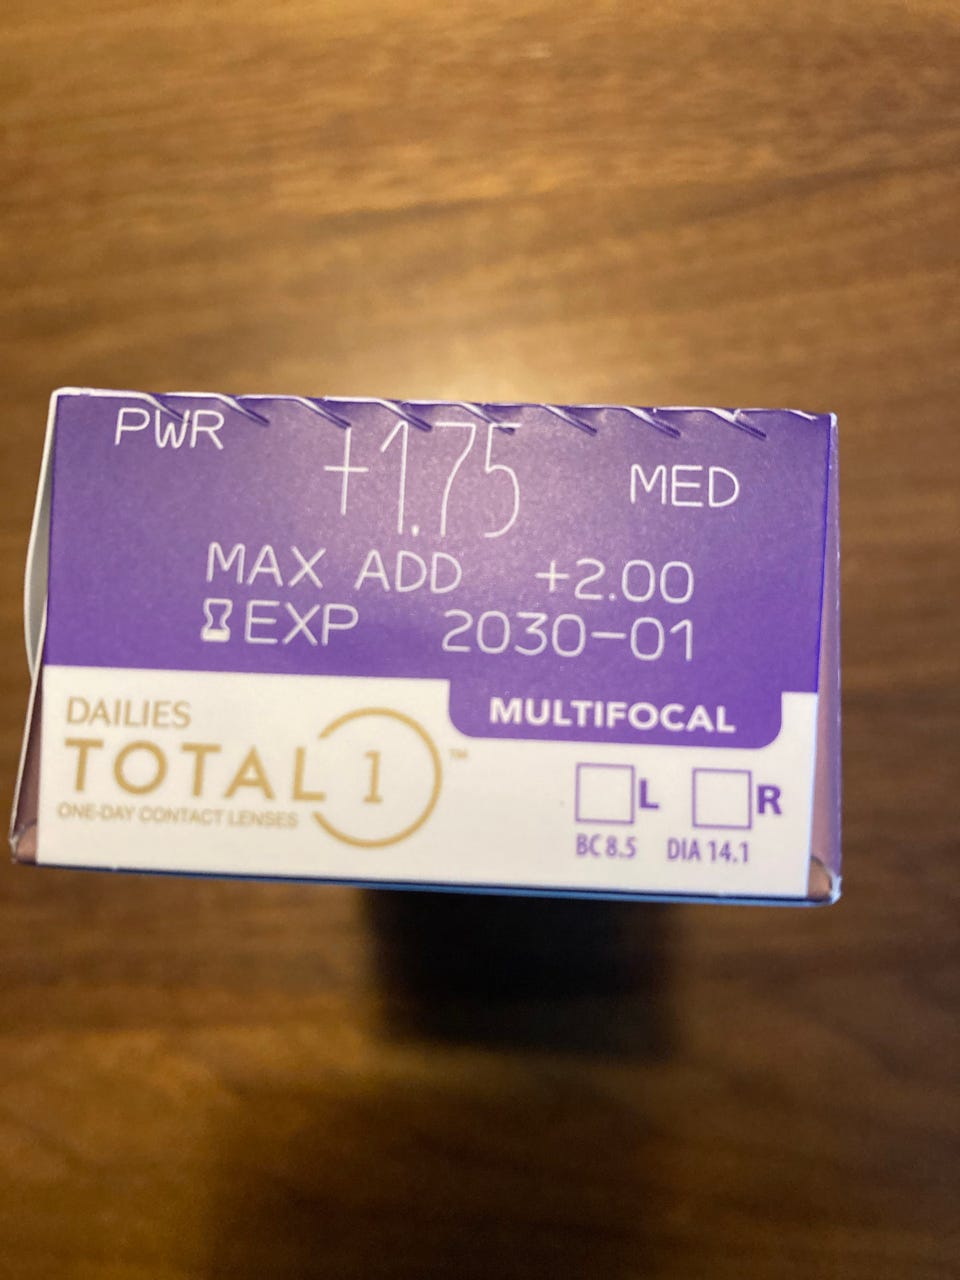 PWR +1.75 MED
MAX ADD +2.00
EXP 2030-01
MULTIFOCAL
DAILIES
TOTAL 1™
ONE-DAY CONTACT LENSES
L R
BC 8.5 DIA 14.1